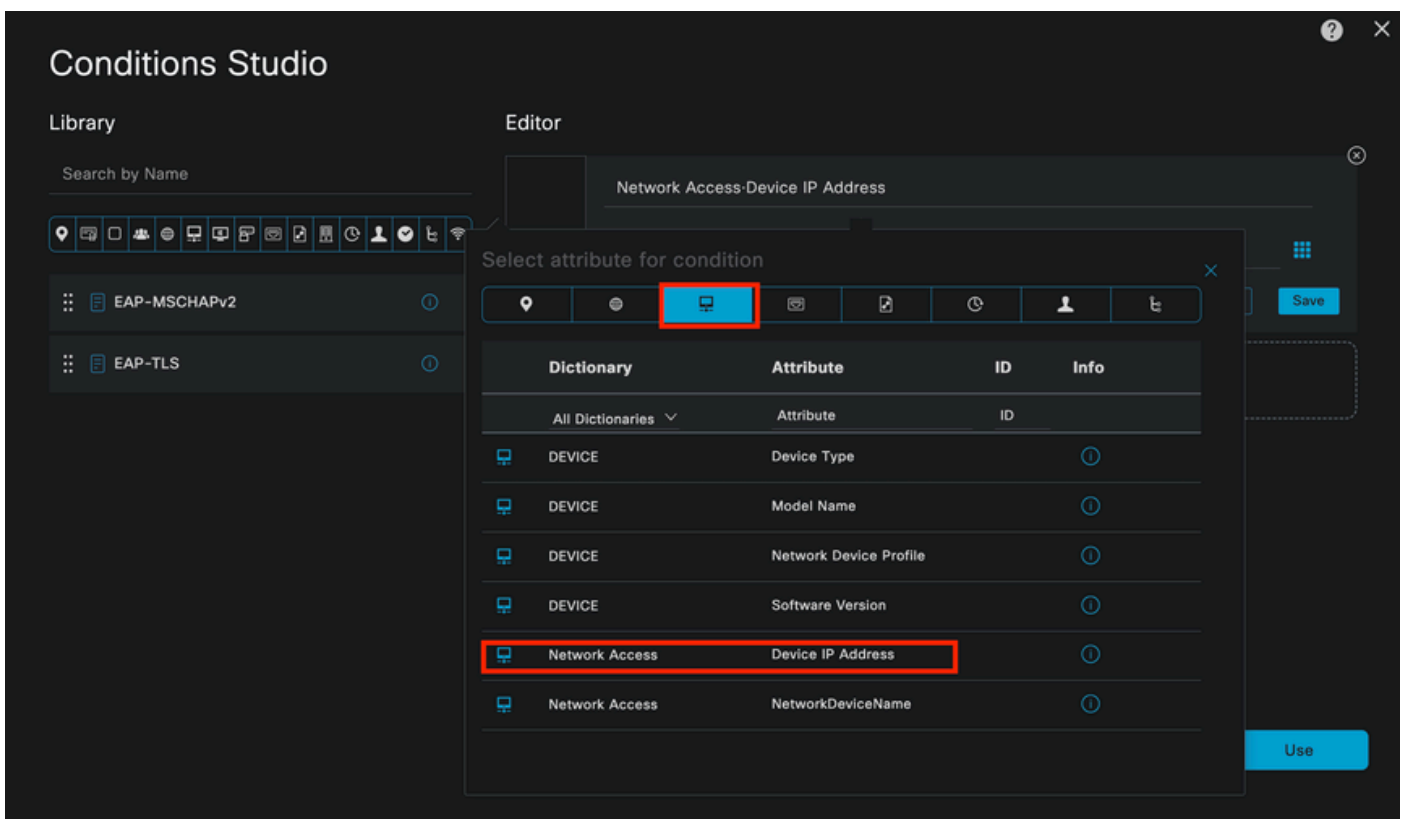 Conditions Studio
Library
Editor
Search by Name
Network Access·Device IP Address
Select attribute for condition
EAP-MSCHAPv2
Save
EAP-TLS
Dictionary Attribute ID Info
All Dictionaries Attribute ID
DEVICE Device Type
DEVICE Model Name
DEVICE Network Device Profile
DEVICE Software Version
Network Access Device IP Address
Network Access NetworkDeviceName
Use